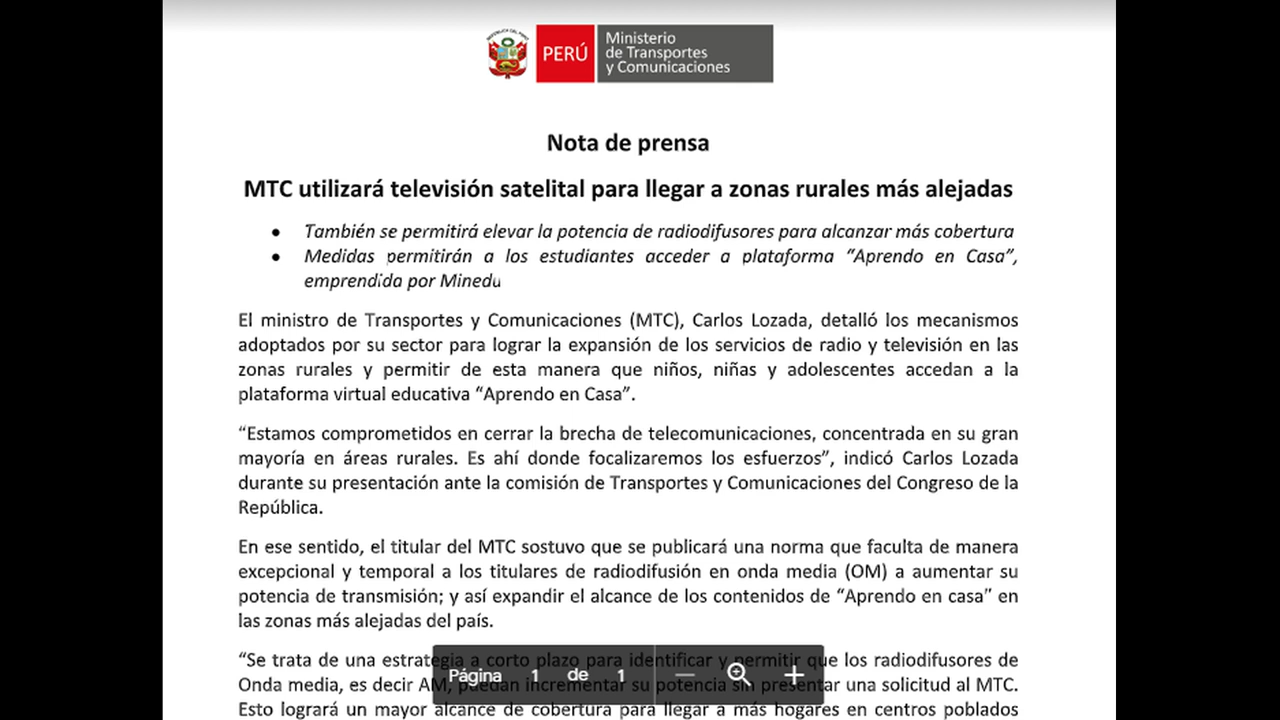 PERÚ
Ministerio
de Transportes
y Comunicaciones
Nota de prensa
MTC utilizará televisión satelital para llegar a zonas rurales más alejadas
● También se permitirá elevar la potencia de radiodifusores para alcanzar más cobertura
● Medidas permitirán a los estudiantes acceder a plataforma “Aprendo en Casa”,
emprendida por Minedu
El ministro de Transportes y Comunicaciones (MTC), Carlos Lozada, detalló los mecanismos
adoptados por su sector para lograr la expansión de los servicios de radio y televisión en las
zonas rurales y permitir de esta manera que niños, niñas y adolescentes accedan a la
plataforma virtual educativa “Aprendo en Casa”.
“Estamos comprometidos en cerrar la brecha de telecomunicaciones, concentrada en su gran
mayoría en áreas rurales. Es ahí donde focalizaremos los esfuerzos”, indicó Carlos Lozada
durante su presentación ante la comisión de Transportes y Comunicaciones del Congreso de la
República.
En ese sentido, el titular del MTC sostuvo que se publicará una norma que faculta de manera
excepcional y temporal a los titulares de radiodifusión en onda media (OM) a aumentar su
potencia de transmisión; y así expandir el alcance de los contenidos de “Aprendo en casa” en
las zonas más alejadas del país.
“Se trata de una estrategia a corto plazo para identificar y permitir que los radiodifusores de
Página 1 de 1
Onda media, es decir AM, puedan incrementar su potencia sin presentar una solicitud al MTC.
Esto logrará un mayor alcance de cobertura para llegar a más hogares en centros poblados